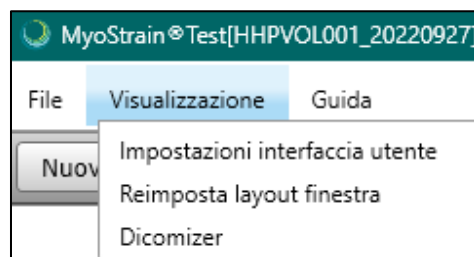 MyoStrain® Test[HHPVOL001_20220927]
File Visualizzazione Guida
Impostazioni interfaccia utente
Nuov
Reimposta layout finestra
Dicomizer